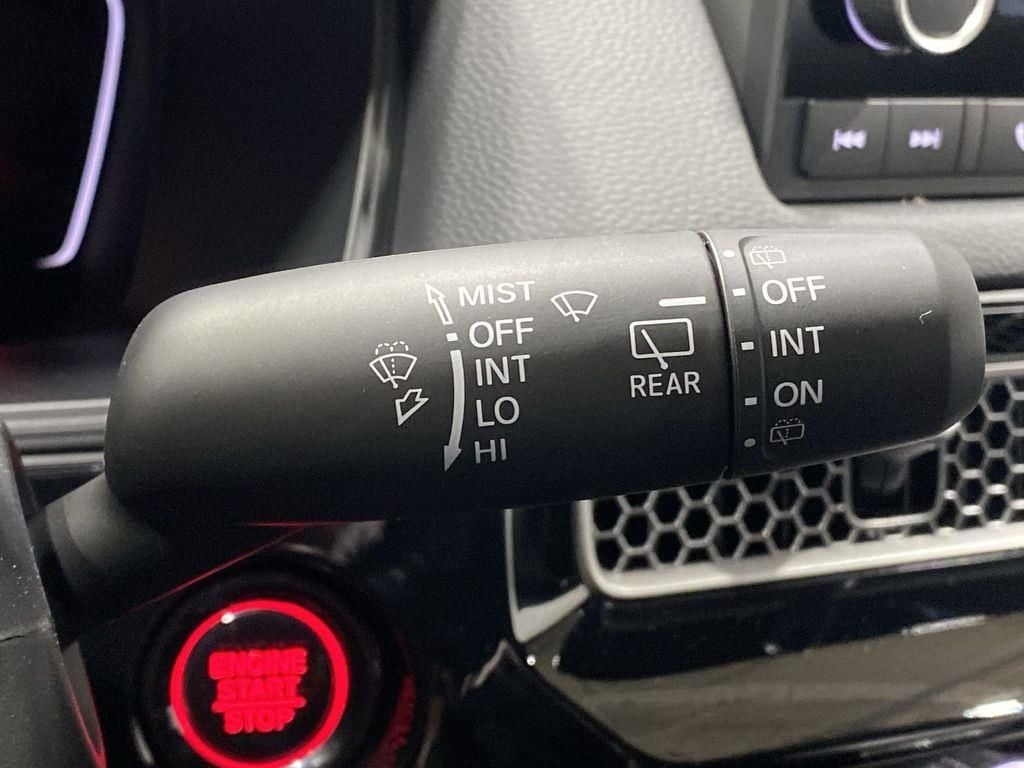 MIST
OFF
INT
LO
HI
REAR
OFF
INT
ON
ENGINE
START
STOP